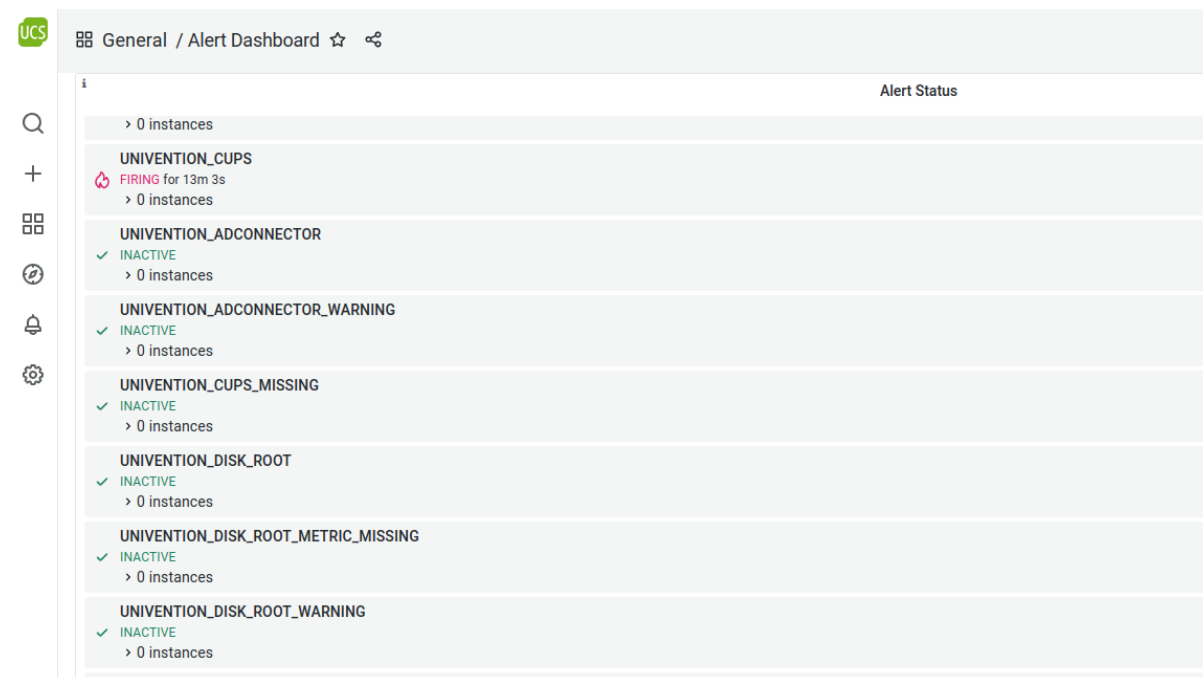 UCS
General / Alert Dashboard
i
Alert Status
> 0 instances
UNIVENTION_CUPS
FIRING for 13m 3s
> 0 instances
UNIVENTION_ADCONNECTOR
INACTIVE
> 0 instances
UNIVENTION_ADCONNECTOR_WARNING
INACTIVE
> 0 instances
UNIVENTION_CUPS_MISSING
INACTIVE
> 0 instances
UNIVENTION_DISK_ROOT
INACTIVE
> 0 instances
UNIVENTION_DISK_ROOT_METRIC_MISSING
INACTIVE
> 0 instances
UNIVENTION_DISK_ROOT_WARNING
INACTIVE
> 0 instances